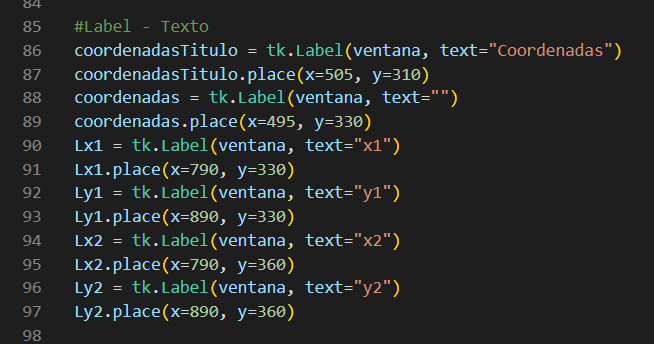 84
85 #Label - Texto
86 coordenadasTitulo = tk.Label(ventana, text="Coordenadas")
87 coordenadasTitulo.place(x=505, y=310)
88 coordenadas = tk.Label(ventana, text="")
89 coordenadas.place(x=495, y=330)
90 Lx1 = tk.Label(ventana, text="x1")
91 Lx1.place(x=790, y=330)
92 Ly1 = tk.Label(ventana, text="y1")
93 Ly1.place(x=890, y=330)
94 Lx2 = tk.Label(ventana, text="x2")
95 Lx2.place(x=790, y=360)
96 Ly2 = tk.Label(ventana, text="y2")
97 Ly2.place(x=890, y=360)
98